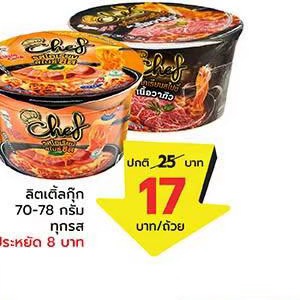 Chef
Chef
เนื้อวากิว
Chef
ปกติ 25 บาท
17
บาท/ถ้วย
ลิตเติ้ลกุ๊ก
70-78 กรัม
ทุกรส
ประหยัด 8 บาท